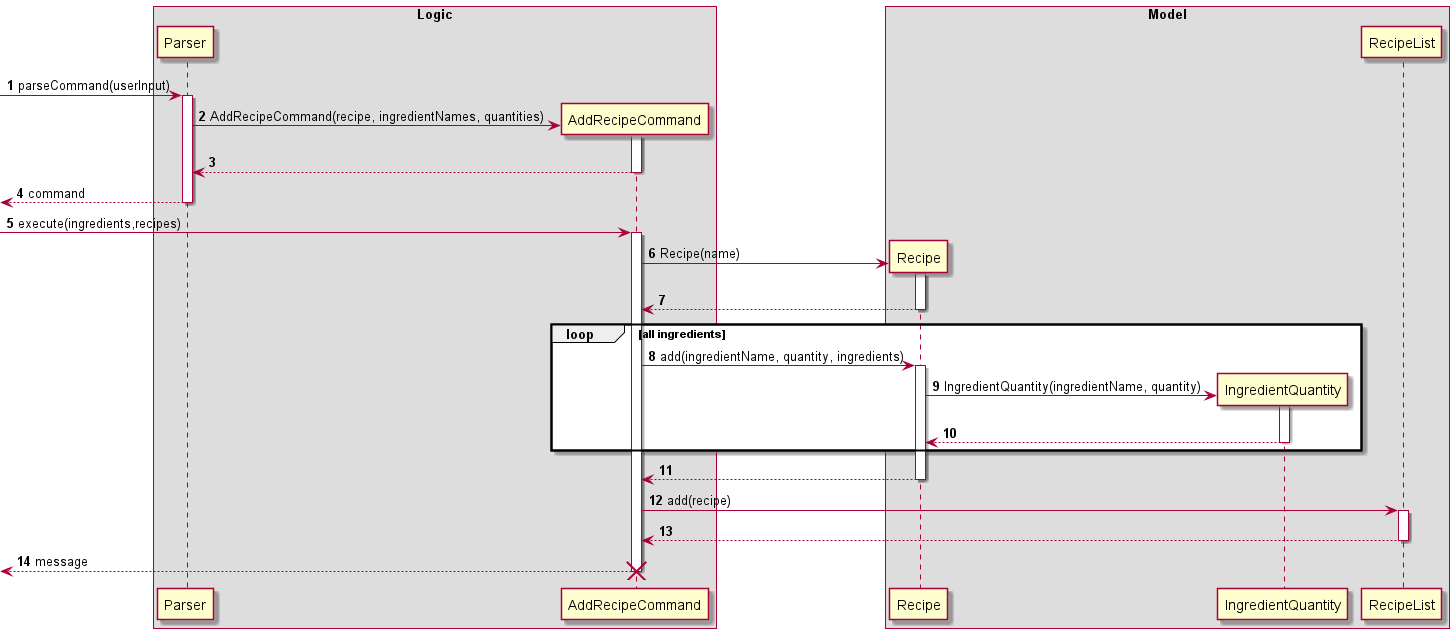 Logic
Model
Parser
RecipeList
1 parseCommand(userInput)
2 AddRecipeCommand(recipe, ingredientNames, quantities)
AddRecipeCommand
3
4 command
5 execute(ingredients,recipes)
6 Recipe(name)
Recipe
7
loop
[all ingredients]
8 add(ingredientName, quantity, ingredients)
9 IngredientQuantity(ingredientName, quantity)
IngredientQuantity
10
11
12 add(recipe)
13
14 message
Parser
AddRecipeCommand
Recipe
IngredientQuantity
RecipeList